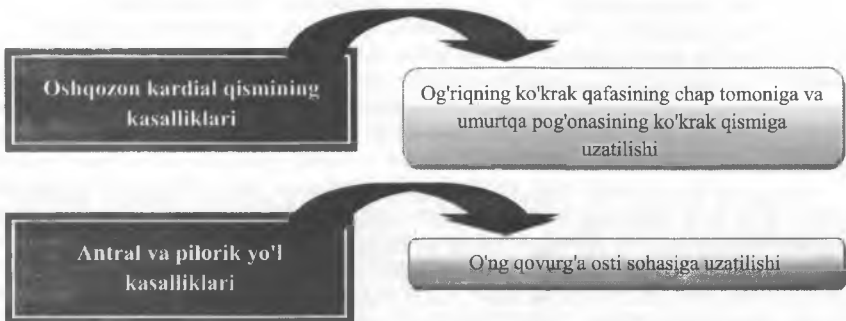 Oshqozon kardial qismining
kasalliklari
Og'riqning ko'krak qafasining chap tomoniga va
umurtqa pog'onasining ko'krak qismiga
uzatilishi
Antral va pilorik yo'l
kasalliklari
O'ng qovurg'a osti sohasiga uzatilishi